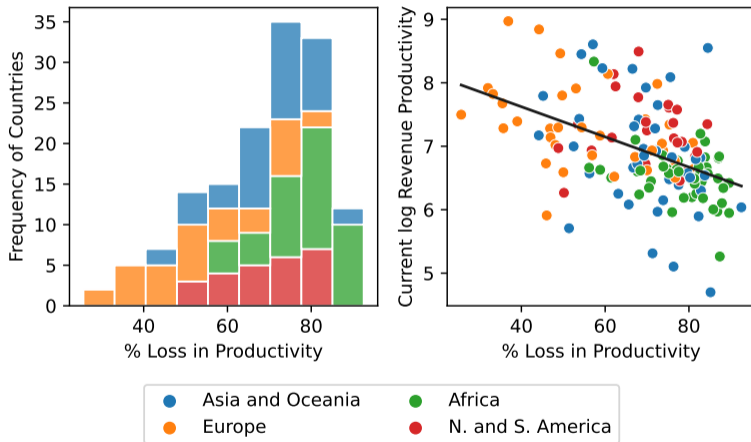 35
30
25
20
15
10
5
0
Frequency of Countries
40 60 80
% Loss in Productivity
9
8
7
6
5
Current log Revenue Productivity
40 60 80
% Loss in Productivity
Asia and Oceania
Europe
Africa
N. and S. America